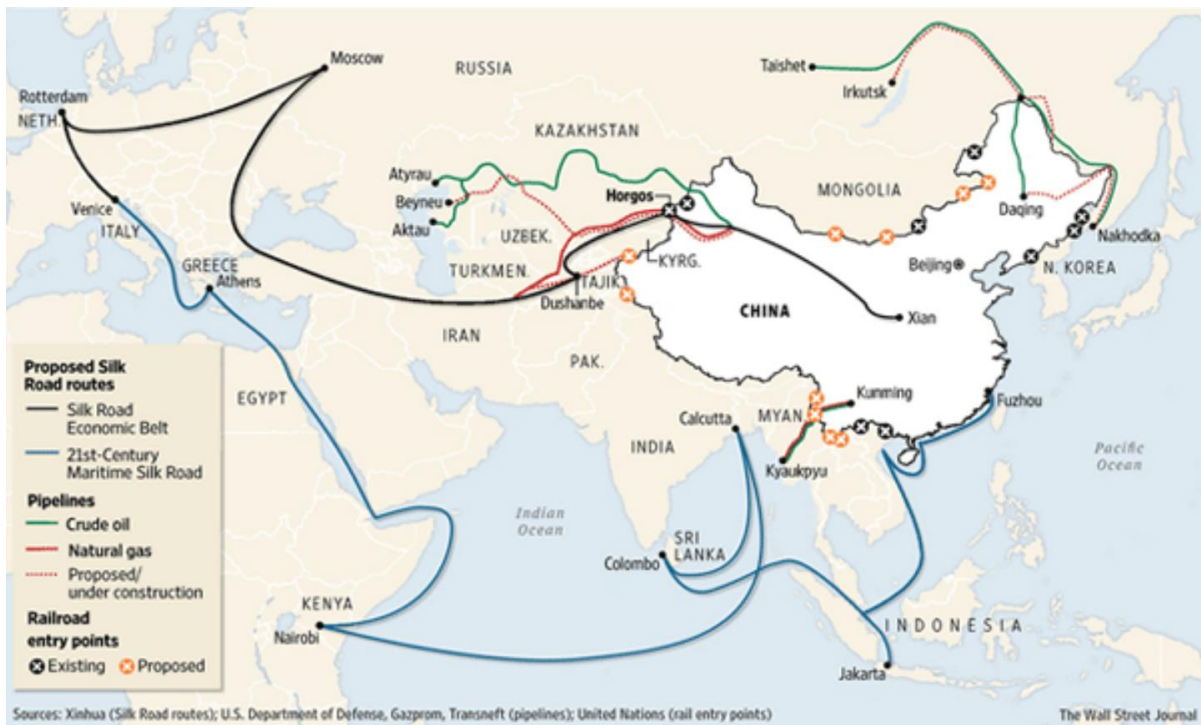 Moscow
RUSSIA
Taishet
Irkutsk
Rotterdam
NETH.
KAZAKHSTAN
Atyrau
Beyneu
Aktau
Horgos
MONGOLIA
Daqing
Nakhodka
Venice
ITALY
UZBEK.
TURKMEN.
KYRG.
TAJIK.
Beijing
N. KOREA
GREECE
Athens
Dushanbe
CHINA
Xian
IRAN
PAK.
Proposed Silk
Road routes
Silk Road
Economic Belt
21st-Century
Maritime Silk Road
Pipelines
Crude oil
Natural gas
Proposed/
under construction
Railroad
entry points
Existing
Proposed
EGYPT
Calcutta
MYAN.
Kunming
Fuzhou
INDIA
Kyaukpyu
Pacific
Ocean
Indian
Ocean
SRI
LANKA
Colombo
KENYA
Nairobi
INDONESIA
Jakarta
Sources: Xinhua (Silk Road routes); U.S. Department of Defense, Gazprom, Transneft (pipelines); United Nations (rail entry points)
The Wall Street Journal